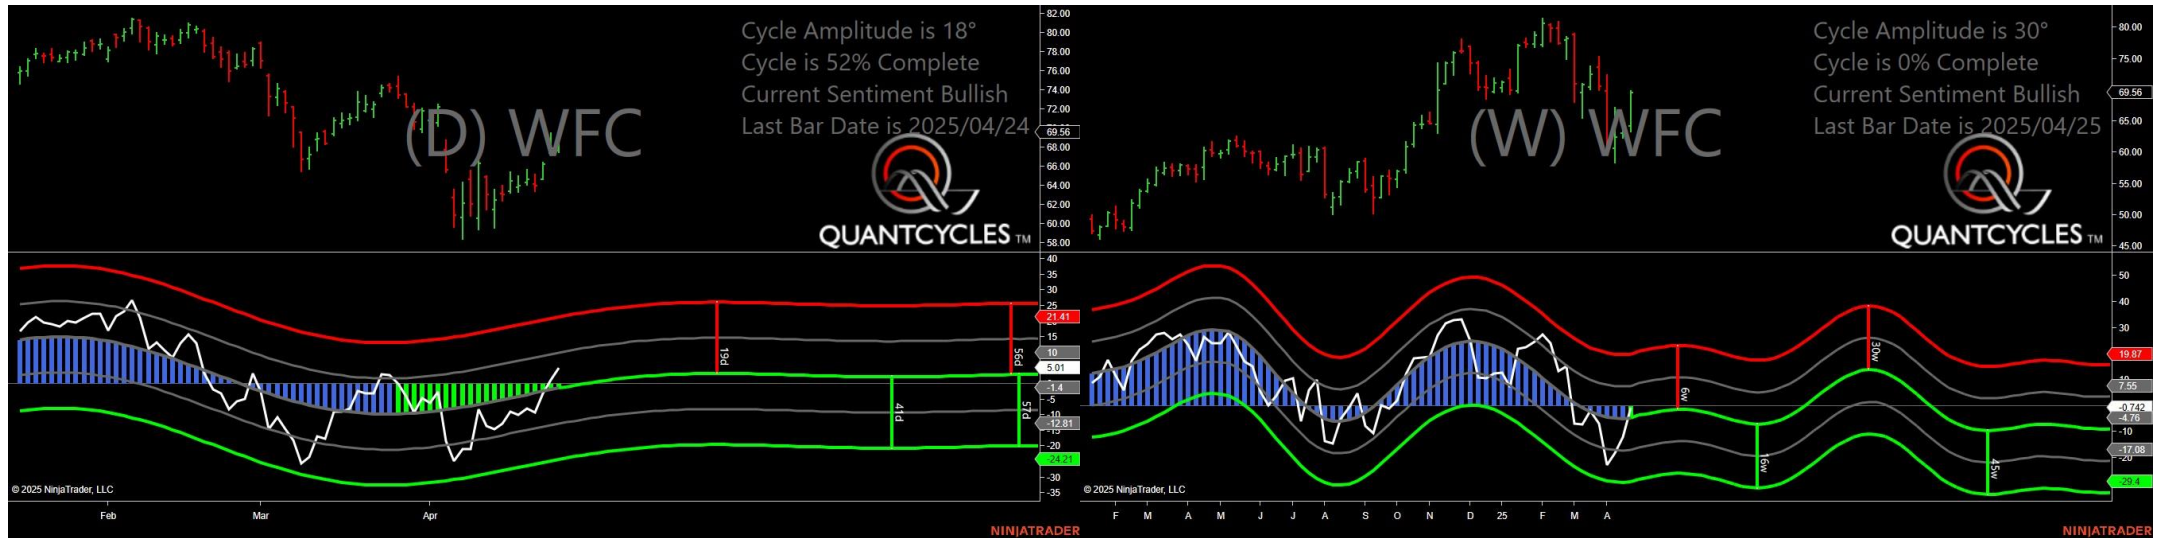 Cycle Amplitude is 18°
Cycle is 52% Complete
Current Sentiment Bullish
Last Bar Date is 2025/04/24
(D) WFC
QUANTCYCLES TM
82.00
80.00
78.00
76.00
74.00
72.00
69.56
68.00
66.00
64.00
62.00
60.00
58.00
40
35
30
25
21.41
15
10
5.01
-1.4
-5
-10
-12.81
-15
-20
-24.21
-30
-35
19d
41d
56d
57d
© 2025 NinjaTrader, LLC
Feb Mar Apr
NINJATRADER
Cycle Amplitude is 30°
Cycle is 0% Complete
Current Sentiment Bullish
Last Bar Date is 2025/04/25
(W) WFC
QUANTCYCLES TM
80.00
75.00
69.56
65.00
60.00
55.00
50.00
45.00
50
40
30
19.87
10
7.55
-0.742
-4.76
-10
-17.08
-20
-29.4
6w
16w
30w
45w
© 2025 NinjaTrader, LLC
F M A M J J A S O N D 25 F M A
NINJATRADER